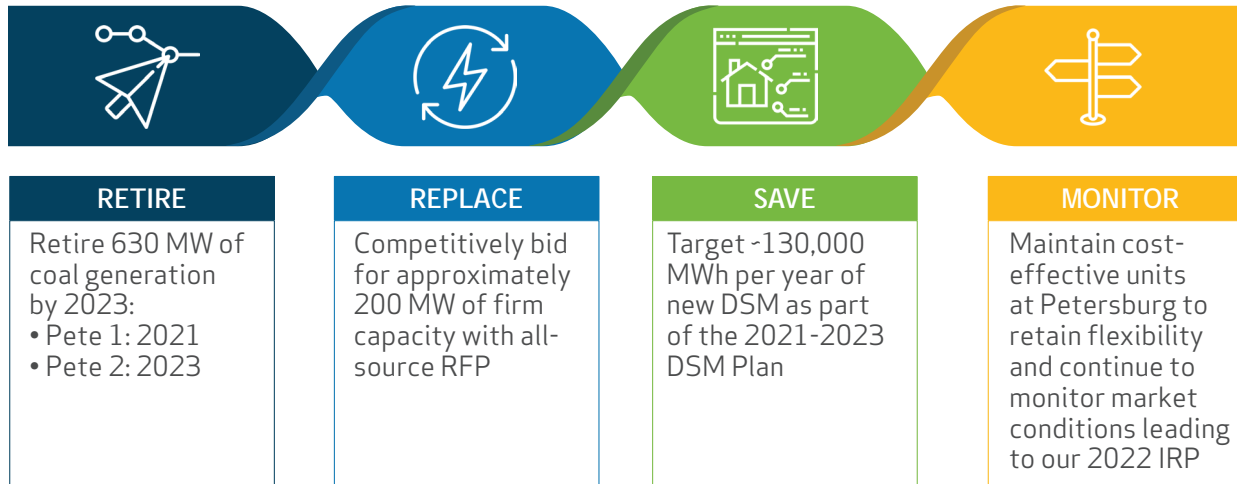 RETIRE
Retire 630 MW of
coal generation
by 2023:
• Pete 1: 2021
• Pete 2: 2023
REPLACE
Competitively bid
for approximately
200 MW of firm
capacity with all-
source RFP
SAVE
Target ~130,000
MWh per year of
new DSM as part
of the 2021-2023
DSM Plan
MONITOR
Maintain cost-
effective units
at Petersburg to
retain flexibility
and continue to
monitor market
conditions leading
to our 2022 IRP